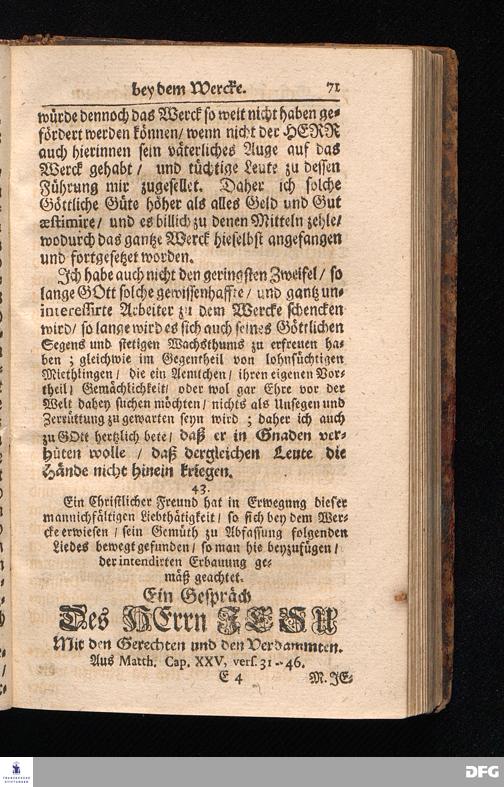 bey dem Wercke. 71
würde dennoch das Werck so weit nicht haben ge-
fördert werden können/ wenn nicht der HERR
auch hierinnen sein väterliches Auge auf das
Werck gehabt/ und tüchtige Leute zu dessen
Führung mir zugesellet. Daher ich solche
Göttliche Güte höher als alles Geld und Gut
æstimire/ und es billich zu denen Mitteln zehle/
wodurch das gantze Werck hieselbst angefangen
und fortgesetzet worden.
Ich habe auch nicht den geringsten Zweifel/ so
lange GOtt solche gewissenhaffte/ und gantz un-
interessirte Arbeiter zu dem Wercke schencken
wird/ so lange wird es sich auch seines Göttlichen
Segens und stetigen Wachsthums zu erfreuen ha-
ben; gleichwie im Gegentheil von lohnsüchtigen
Miethlingen/ die ein Aemtchen/ ihren eigenen Vor-
theil/ Gemächlichkeit/ oder wol gar Ehre vor der
Welt dabey suchen möchten/ nichts als Unsegen und
Zerrüttung zu gewarten seyn wird; daher ich auch
zu GOtt hertzlich bete/ daß er in Gnaden ver-
hüten wolle/ daß dergleichen Leute die
Hände nicht hinein kriegen.
43.
Ein Christlicher Freund hat in Erwegung dieser
mannichfältigen Liebthätigkeit/ so sich bey dem Wer-
cke erwiesen/ sein Gemüth zu Abfassung folgenden
Liedes bewegt gefunden/ so man hie beyzufügen/
der intendirten Erbauung ge-
mäß geachtet.
Ein Gespräch
Des HErrn JESU
Mit den Gerechten und den Verdammten.
Aus Matth. Cap. XXV, vers. 31--46.
E 4 M. JE-
FRANCKESCHE
STIFTUNGEN
DFG